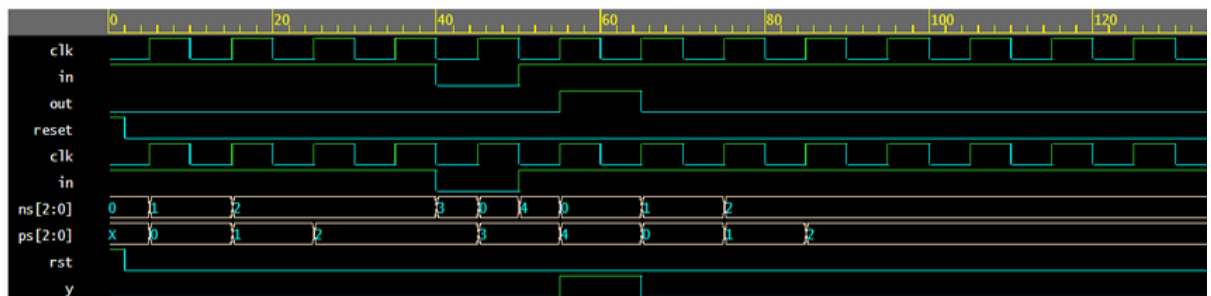 0 20 40 60 80 100 120
clk
in
out
reset
clk
in
ns[2:0] 0 1 2 3 0 4 0 1 2
ps[2:0] X 0 1 2 3 4 0 1 2
rst
y